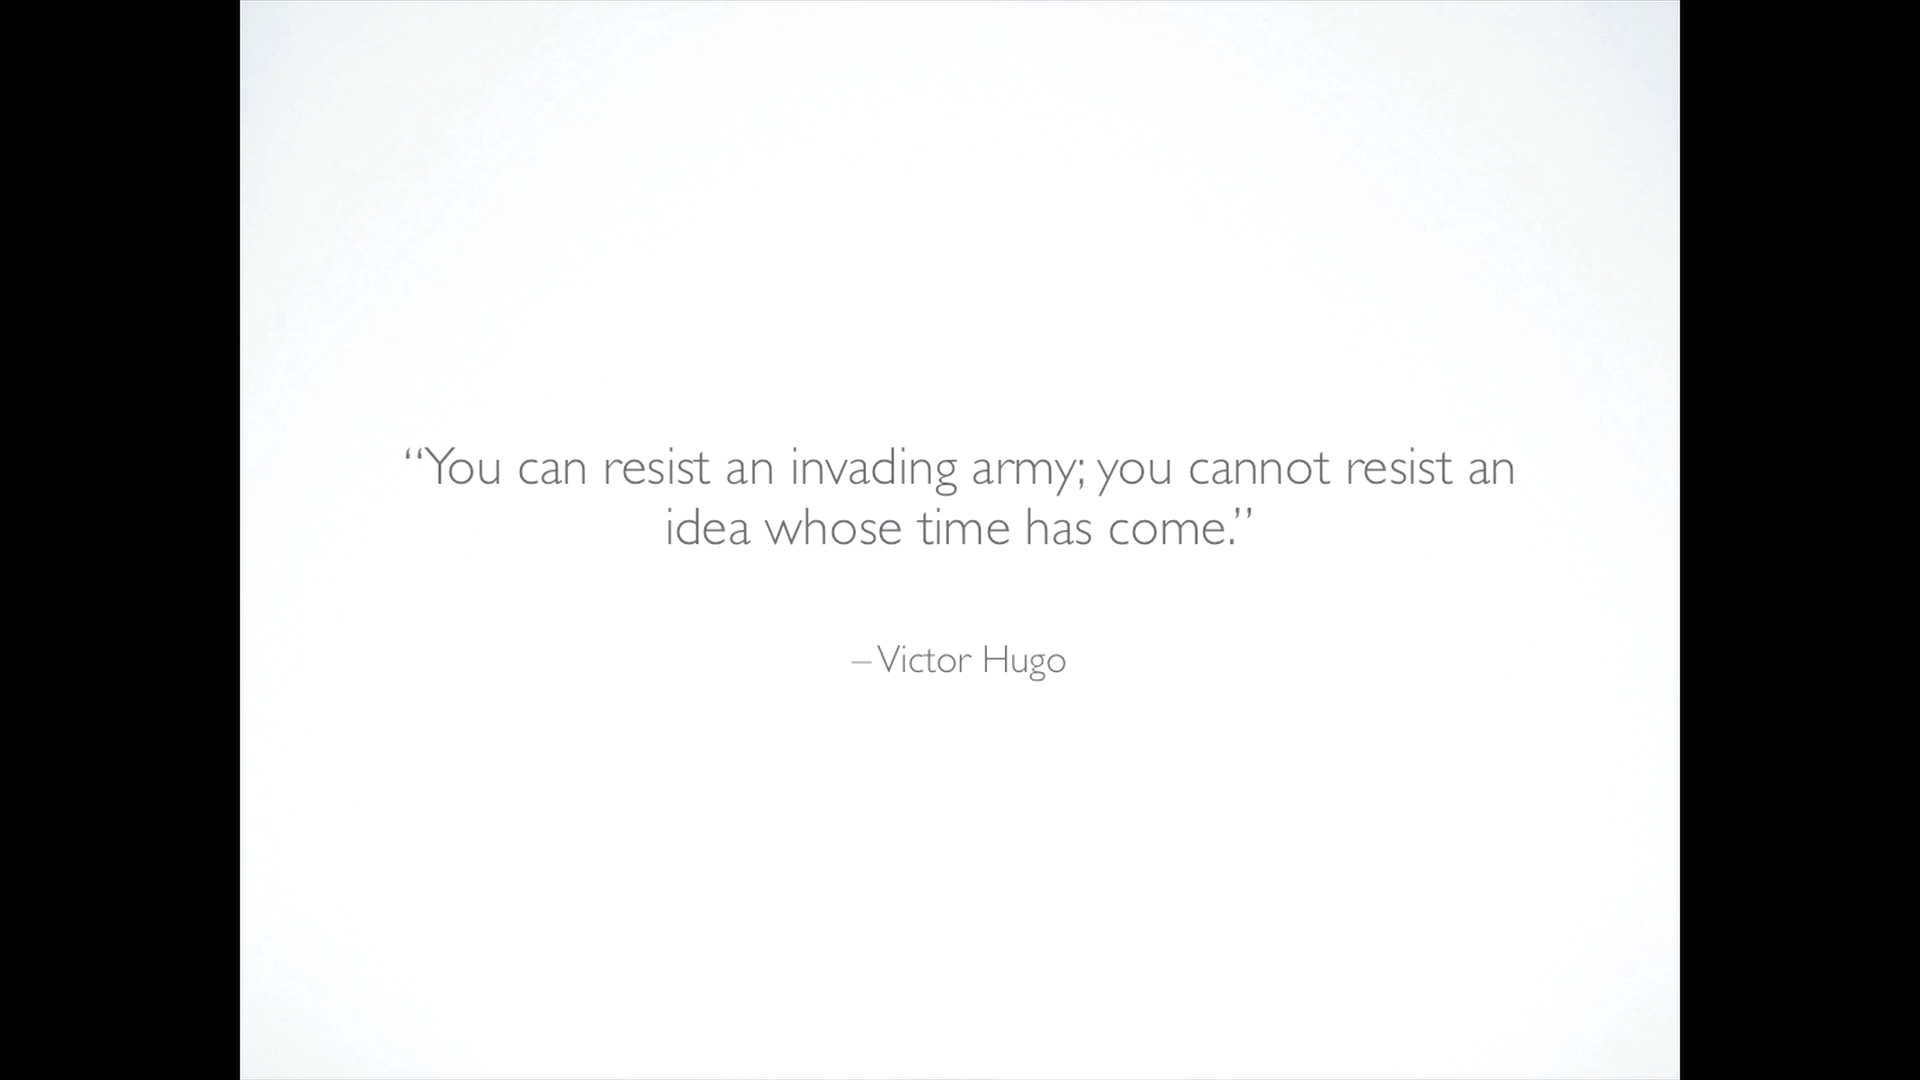 “You can resist an invading army; you cannot resist an
idea whose time has come.”
–Victor Hugo